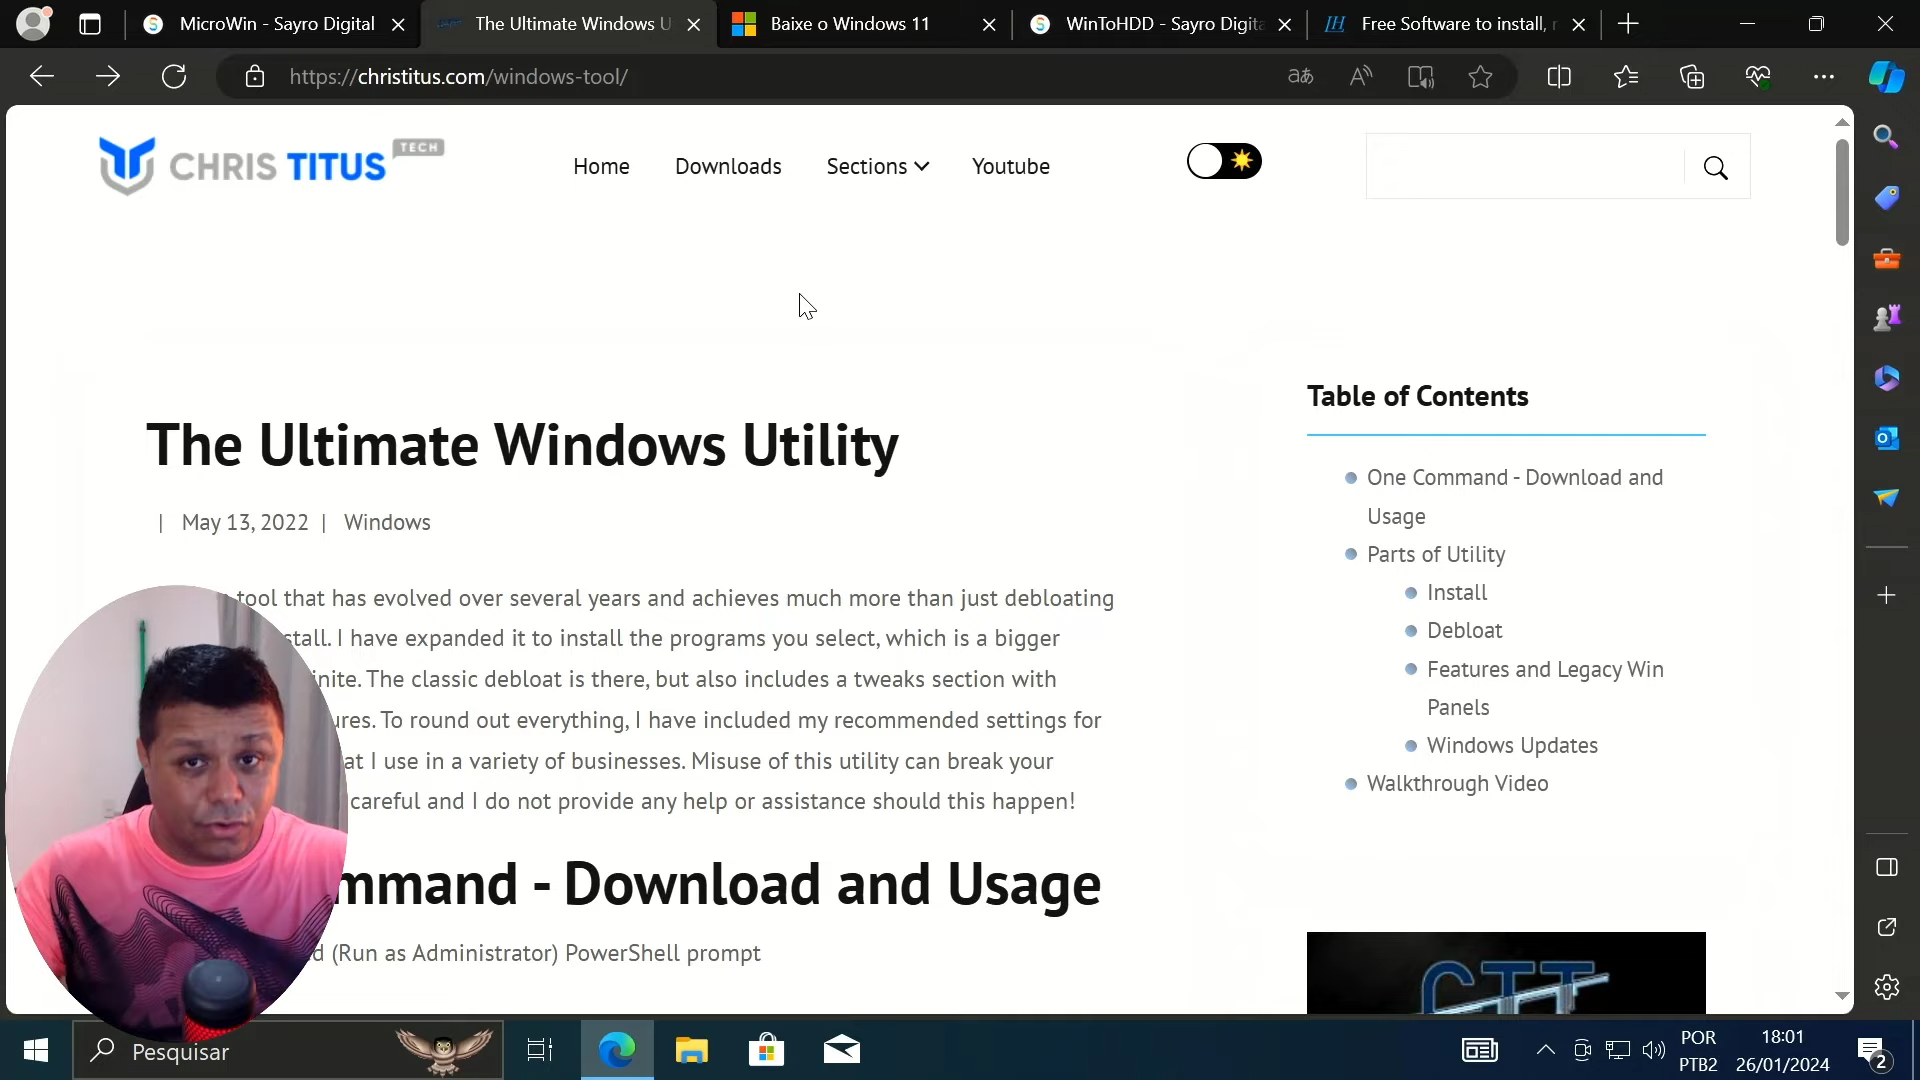 MicroWin - Sayro Digital
The Ultimate Windows U
Baixe o Windows 11
WinToHDD - Sayro Digita
Free Software to install, r
https://christitus.com/windows-tool/
CHRIS TITUS TECH
Home
Downloads
Sections
Youtube
The Ultimate Windows Utility
| May 13, 2022 | Windows
tool that has evolved over several years and achieves much more than just debloating
stall. I have expanded it to install the programs you select, which is a bigger
inite. The classic debloat is there, but also includes a tweaks section with
ures. To round out everything, I have included my recommended settings for
at I use in a variety of businesses. Misuse of this utility can break your
careful and I do not provide any help or assistance should this happen!
mmand - Download and Usage
d (Run as Administrator) PowerShell prompt
Table of Contents
One Command - Download and
Usage
Parts of Utility
Install
Debloat
Features and Legacy Win
Panels
Windows Updates
Walkthrough Video
CTT
Pesquisar
POR
PTB2
18:01
26/01/2024
2